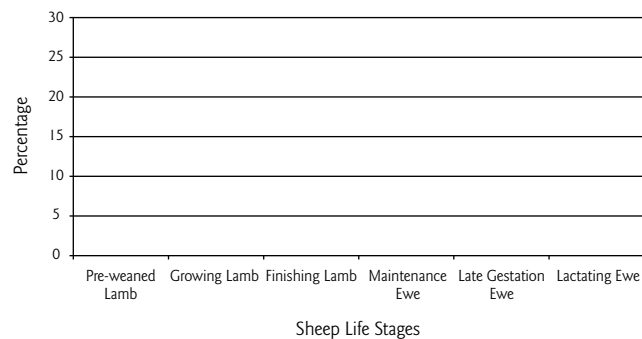 30
25
20
15
10
5
0
Percentage
Pre-weaned Lamb
Growing Lamb
Finishing Lamb
Maintenance Ewe
Late Gestation Ewe
Lactating Ewe
Sheep Life Stages